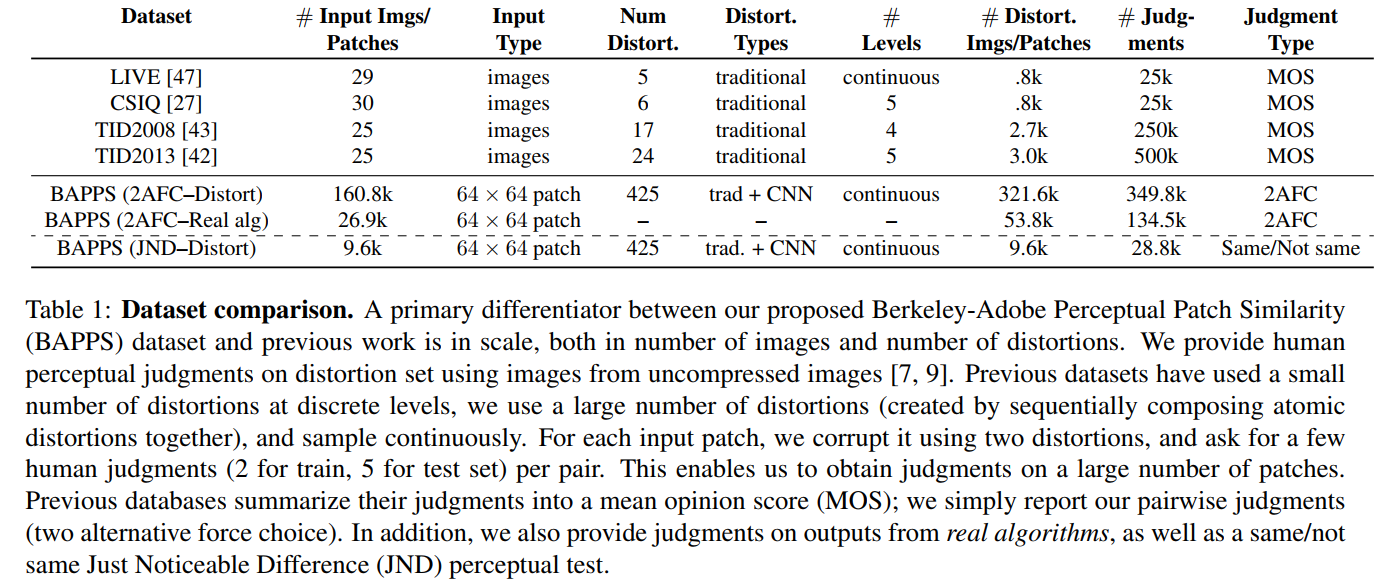 Dataset # Input Imgs/ Input Num Distort. # # Distort. # Judg- Judgment
Patches Type Distort. Types Levels Imgs/Patches ments Type
LIVE [47] 29 images 5 traditional continuous .8k 25k MOS
CSIQ [27] 30 images 6 traditional 5 .8k 25k MOS
TID2008 [43] 25 images 17 traditional 4 2.7k 250k MOS
TID2013 [42] 25 images 24 traditional 5 3.0k 500k MOS
BAPPS (2AFC–Distort) 160.8k 64 × 64 patch 425 trad + CNN continuous 321.6k 349.8k 2AFC
BAPPS (2AFC–Real alg) 26.9k 64 × 64 patch – – – 53.8k 134.5k 2AFC
BAPPS (JND–Distort) 9.6k 64 × 64 patch 425 trad. + CNN continuous 9.6k 28.8k Same/Not same
Table 1: Dataset comparison. A primary differentiator between our proposed Berkeley-Adobe Perceptual Patch Similarity
(BAPPS) dataset and previous work is in scale, both in number of images and number of distortions. We provide human
perceptual judgments on distortion set using images from uncompressed images [7, 9]. Previous datasets have used a small
number of distortions at discrete levels, we use a large number of distortions (created by sequentially composing atomic
distortions together), and sample continuously. For each input patch, we corrupt it using two distortions, and ask for a few
human judgments (2 for train, 5 for test set) per pair. This enables us to obtain judgments on a large number of patches.
Previous databases summarize their judgments into a mean opinion score (MOS); we simply report our pairwise judgments
(two alternative force choice). In addition, we also provide judgments on outputs from real algorithms, as well as a same/not
same Just Noticeable Difference (JND) perceptual test.